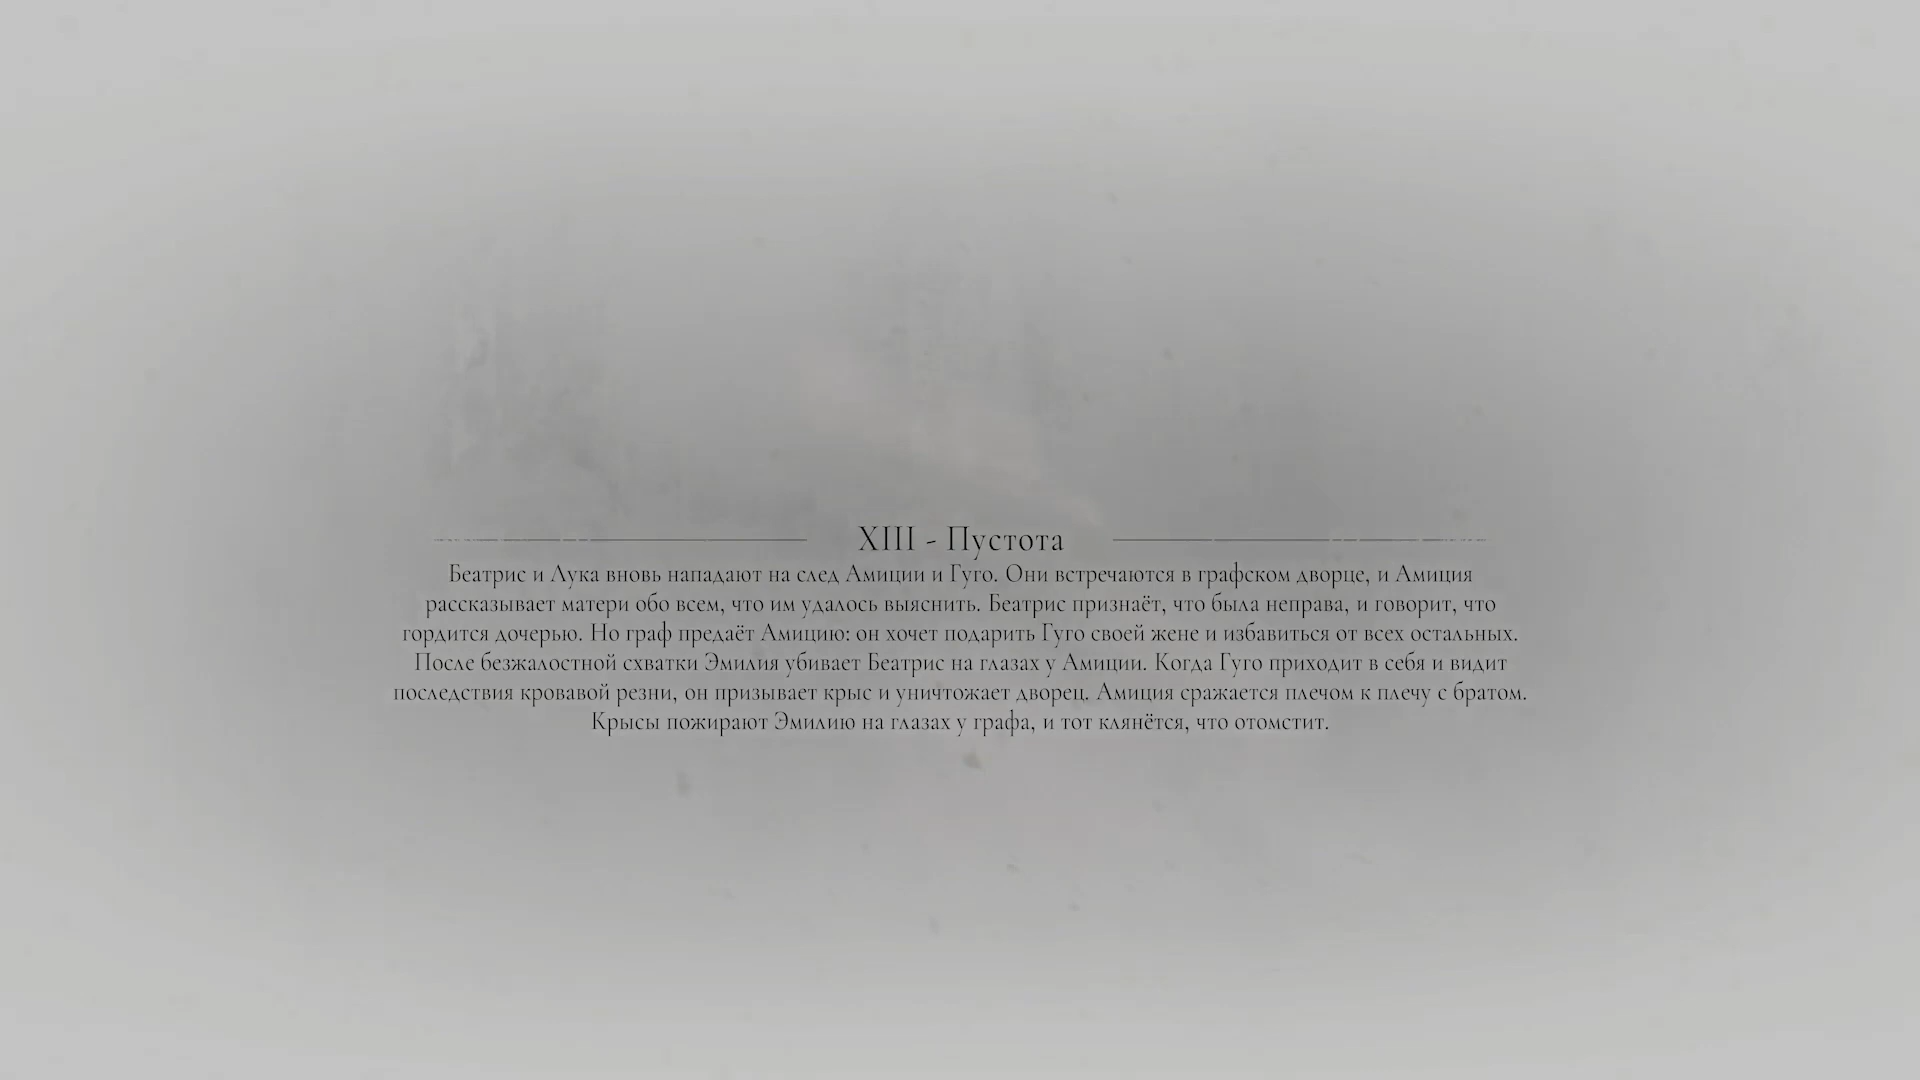 XIII - Пустота
Беатрис и Лука вновь нападают на след Амиции и Гуго. Они встречаются в графском дворце, и Амиция
рассказывает матери обо всем, что им удалось выяснить. Беатрис признаёт, что была неправа, и говорит, что
гордится дочерью. Но граф предаёт Амицию: он хочет подарить Гуго своей жене и избавиться от всех остальных.
После безжалостной схватки Эмилия убивает Беатрис на глазах у Амиции. Когда Гуго приходит в себя и видит
последствия кровавой резни, он призывает крыс и уничтожает дворец. Амиция сражается плечом к плечу с братом.
Крысы пожирают Эмилию на глазах у графа, и тот клянётся, что отомстит.